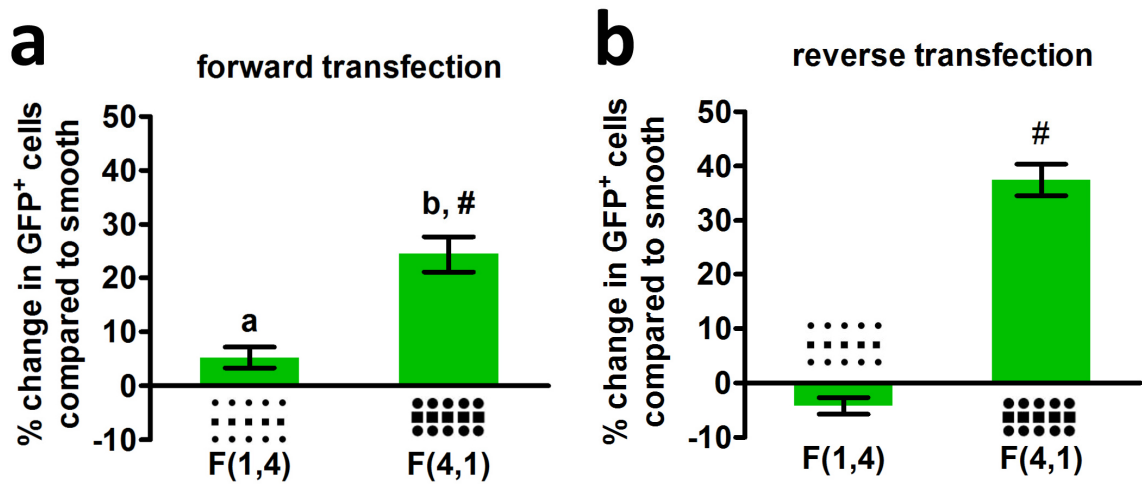 a
forward transfection
% change in GFP+ cells
compared to smooth
50
40
30
20
10
0
-10
a
b, #
F(1,4)
F(4,1)
b
reverse transfection
% change in GFP+ cells
compared to smooth
50
40
30
20
10
0
-10
#
F(1,4)
F(4,1)